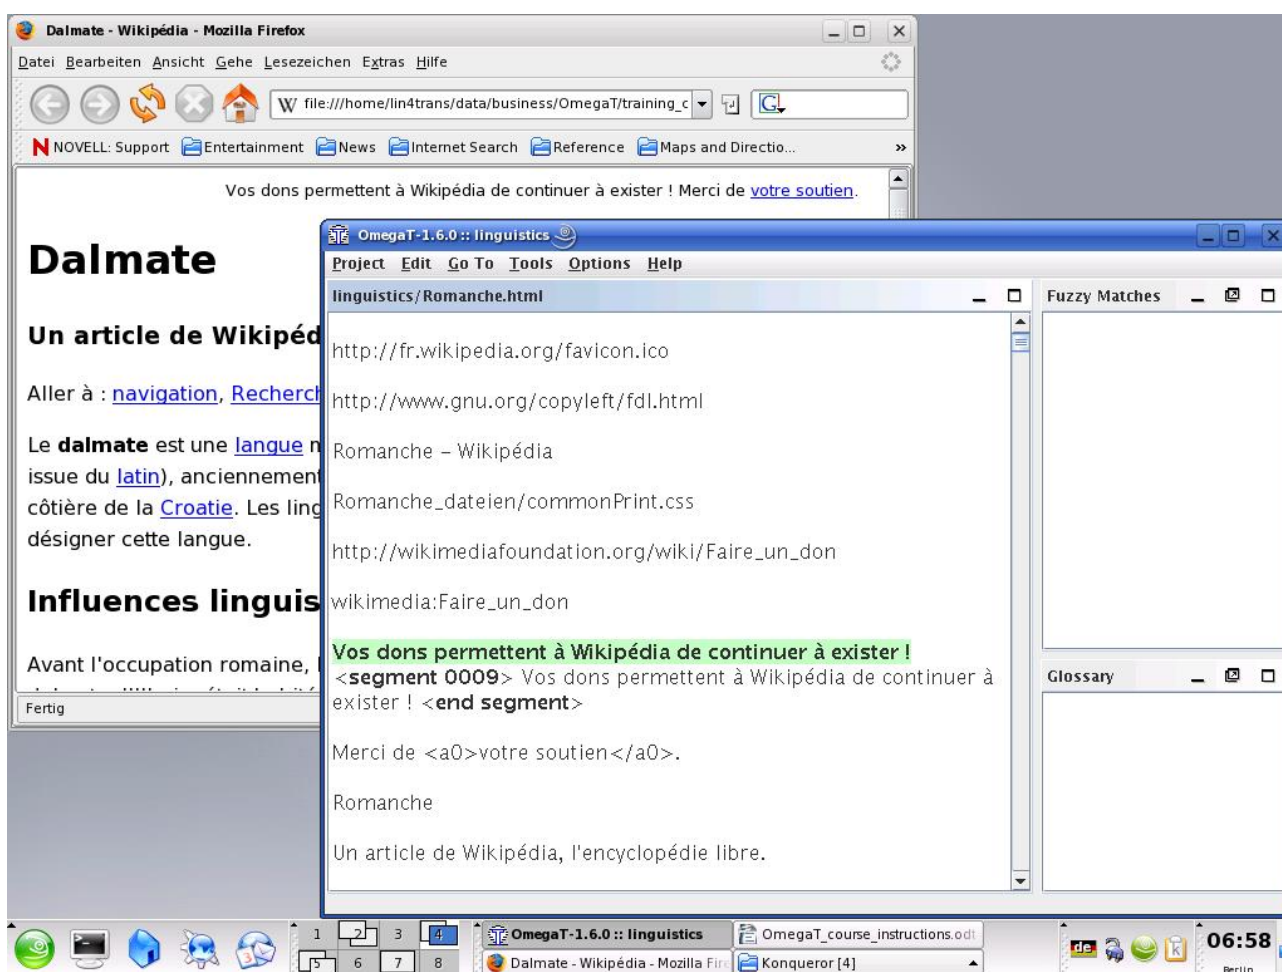 Dalmate - Wikipédia - Mozilla Firefox
Datei Bearbeiten Ansicht Gehe Lesezeichen Extras Hilfe
W file:///home/lin4trans/data/business/OmegaT/training_c G
N NOVELL: Support Entertainment News Internet Search Reference Maps and Directio... »
Vos dons permettent à Wikipédia de continuer à exister ! Merci de votre soutien.
Dalmate
Un article de Wikipéd
Aller à : navigation, Recherch
Le dalmate est une langue
issue du latin), anciennement
côtière de la Croatie. Les ling
désigner cette langue.
Influences linguis
Avant l'occupation romaine,
Fertig
OmegaT-1.6.0 :: linguistics
Project Edit Go To Tools Options Help
linguistics/Romanche.html
http://fr.wikipedia.org/favicon.ico
http://www.gnu.org/copyleft/fdl.html
Romanche – Wikipédia
Romanche_dateien/commonPrint.css
http://wikimediafoundation.org/wiki/Faire_un_don
wikimedia:Faire_un_don
Vos dons permettent à Wikipédia de continuer à exister !
<segment 0009> Vos dons permettent à Wikipédia de continuer à
exister ! <end segment>
Merci de <a0>votre soutien</a0>.
Romanche
Un article de Wikipédia, l'encyclopédie libre.
Fuzzy Matches
Glossary
1 2 3 4
5 6 7 8
OmegaT-1.6.0 :: linguistics
OmegaT_course_instructions.odt
Dalmate - Wikipédia - Mozilla Fire
Konqueror [4]
de
06:58
Berlin